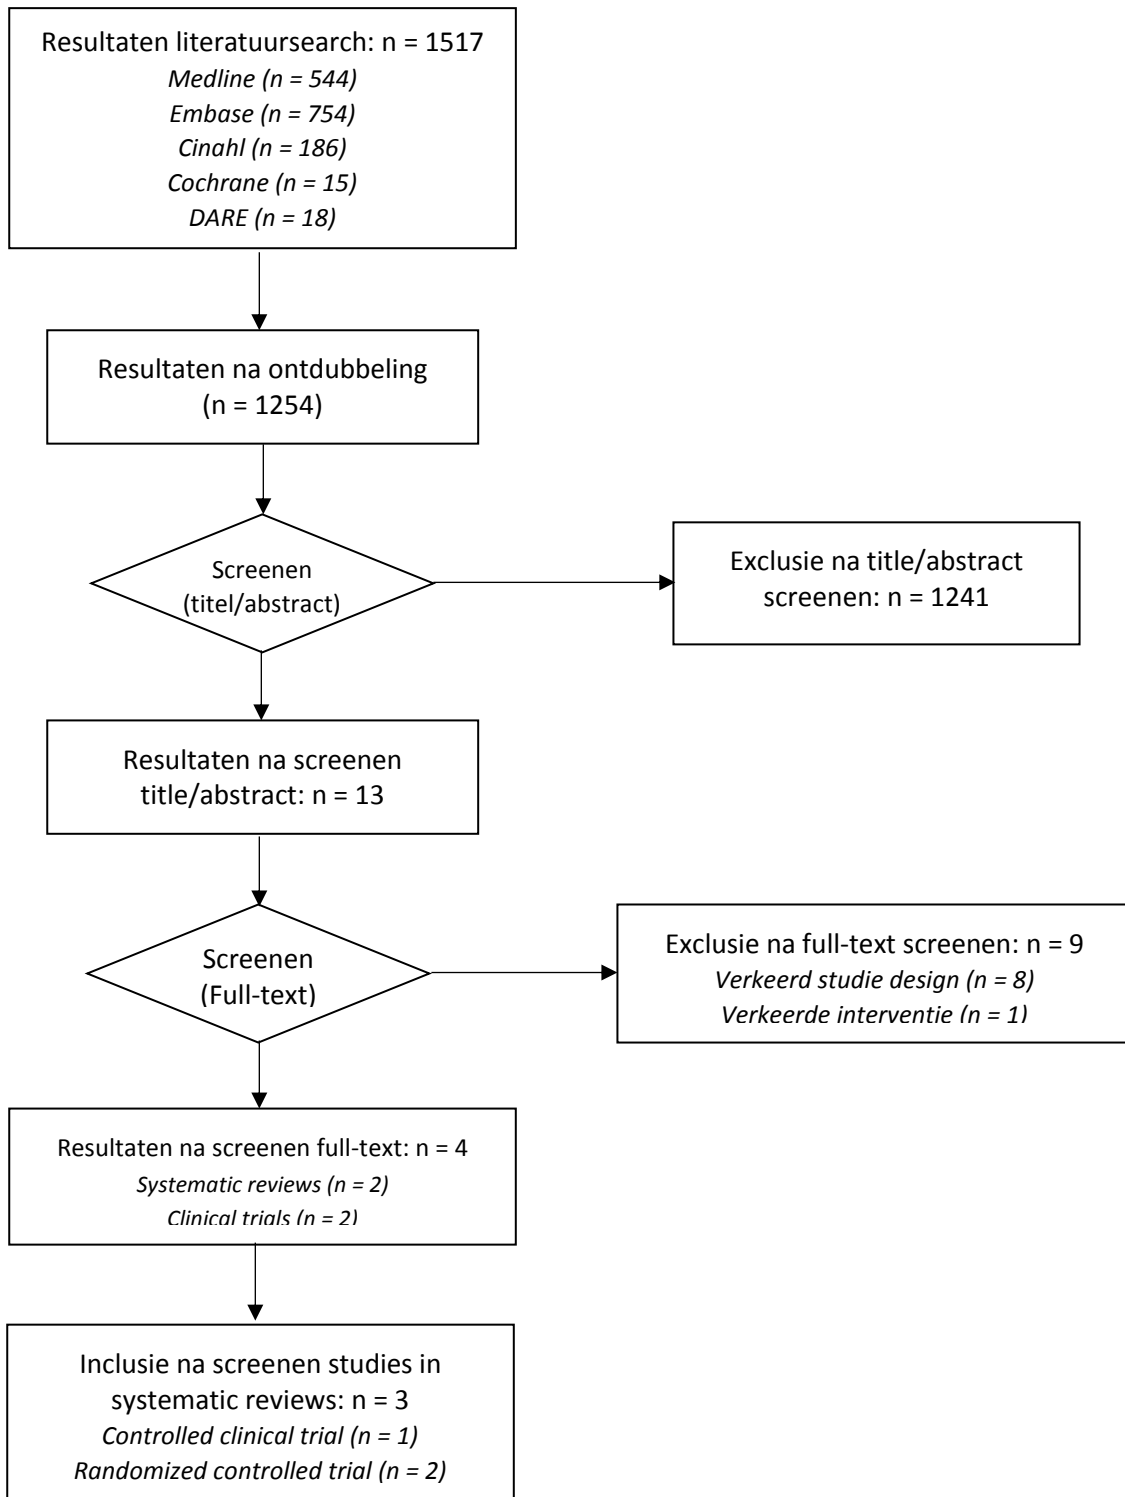 Resultaten literatuursearch: n = 1517
Medline (n = 544)
Embase (n = 754)
Cinahl (n = 186)
Cochrane (n = 15)
DARE (n = 18)
Resultaten na ontdubbeling
(n = 1254)
Screenen
(titel/abstract)
Exclusie na title/abstract
screenen: n = 1241
Resultaten na screenen
title/abstract: n = 13
Screenen
(Full-text)
Exclusie na full-text screenen: n = 9
Verkeerd studie design (n = 8)
Verkeerde interventie (n = 1)
Resultaten na screenen full-text: n = 4
Systematic reviews (n = 2)
Clinical trials (n = 2)
Inclusie na screenen studies in
systematic reviews: n = 3
Controlled clinical trial (n = 1)
Randomized controlled trial (n = 2)